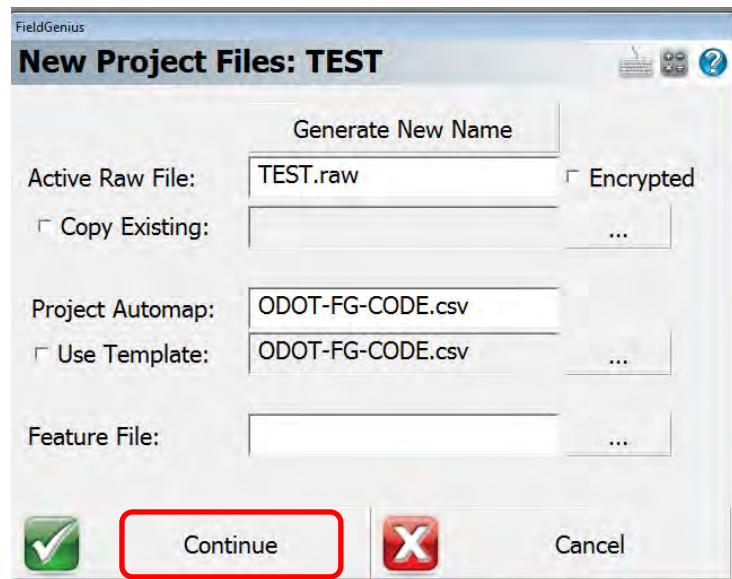 FieldGenius
New Project Files: TEST
Generate New Name
Active Raw File: TEST.raw Encrypted
Copy Existing: ...
Project Automap: ODOT-FG-CODE.csv
Use Template: ODOT-FG-CODE.csv ...
Feature File: ...
Continue Cancel